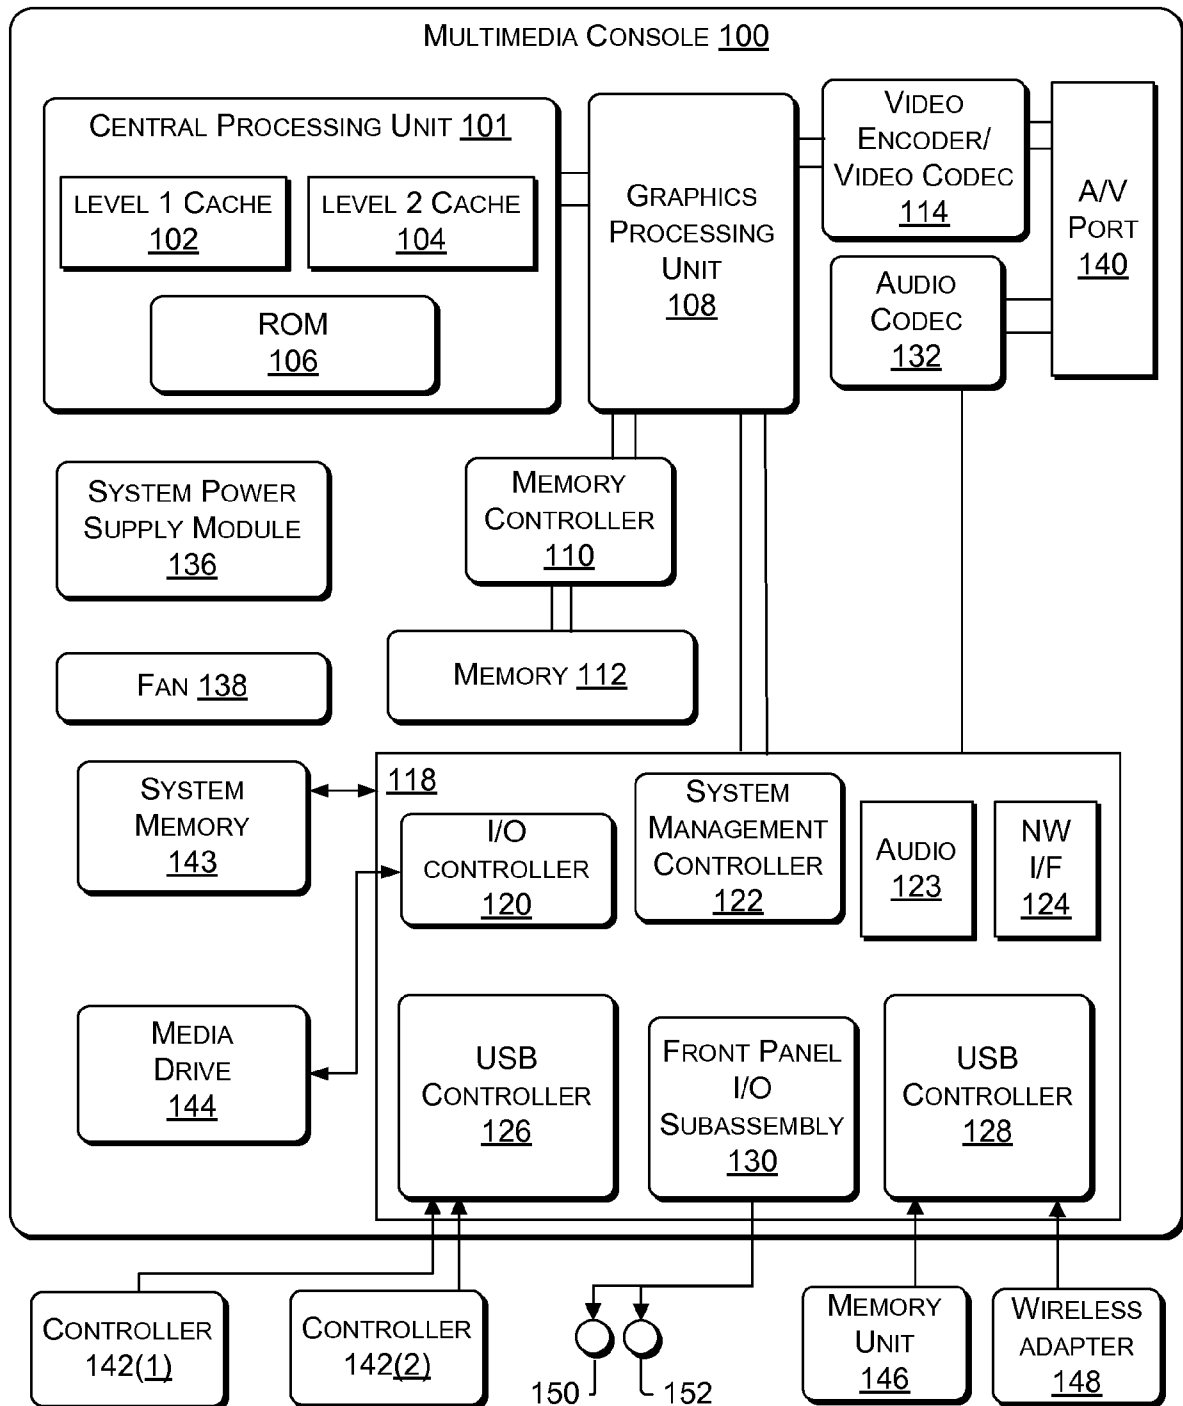 MULTIMEDIA CONSOLE 100
CENTRAL PROCESSING UNIT 101
LEVEL 1 CACHE
102
LEVEL 2 CACHE
104
ROM
106
GRAPHICS
PROCESSING
UNIT
108
VIDEO
ENCODER/
VIDEO CODEC
114
A/V
PORT
140
AUDIO
CODEC
132
SYSTEM POWER
SUPPLY MODULE
136
MEMORY
CONTROLLER
110
FAN 138
MEMORY 112
SYSTEM
MEMORY
143
118
I/O
CONTROLLER
120
SYSTEM
MANAGEMENT
CONTROLLER
122
AUDIO
123
NW
I/F
124
MEDIA
DRIVE
144
USB
CONTROLLER
126
FRONT PANEL
I/O
SUBASSEMBLY
130
USB
CONTROLLER
128
CONTROLLER
142(1)
CONTROLLER
142(2)
150
152
MEMORY
UNIT
146
WIRELESS
ADAPTER
148